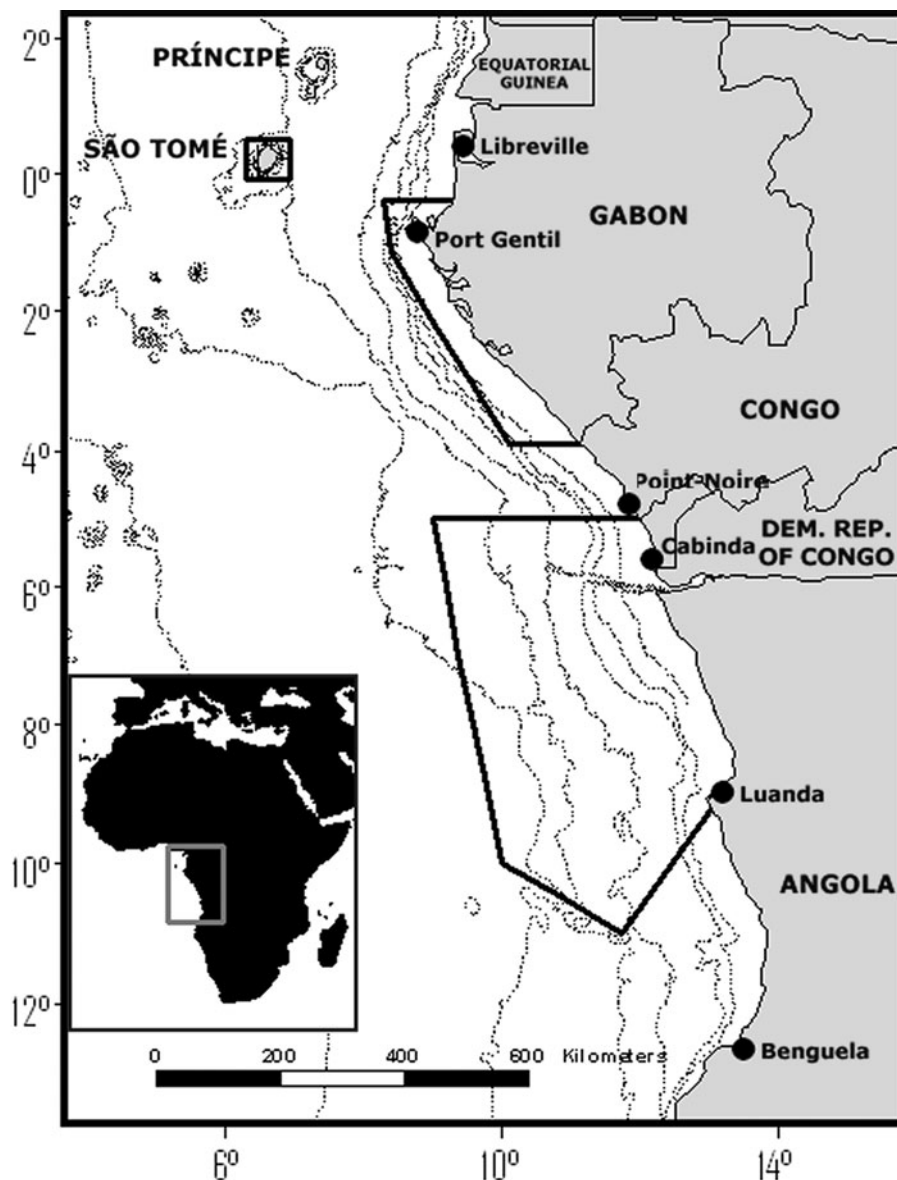 2º
PRÍNCIPE
EQUATORIAL
GUINEA
SÃO TOMÉ
Libreville
0º
GABON
Port Gentil
2º
CONGO
4º
Point-Noire
DEM. REP.
OF CONGO
Cabinda
6º
8º
Luanda
10º
ANGOLA
12º
0 200 400 600 Kilometers
Benguela
6º 10º 14º